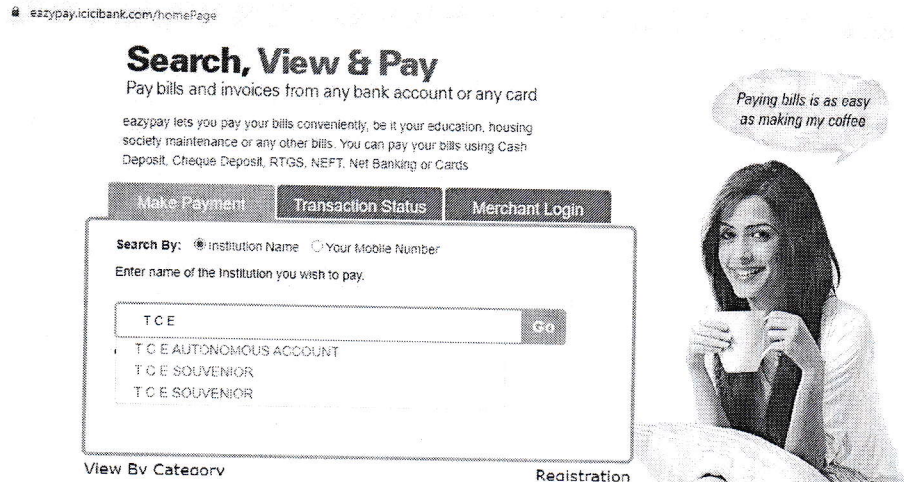 eazypay.icicibank.com/homePage
Search, View & Pay
Pay bills and invoices from any bank account or any card
eazypay lets you pay your bills conveniently, be it your education, housing
society maintenance or any other bills. You can pay your bills using Cash
Deposit, Cheque Deposit, RTGS, NEFT, Net Banking or Cards
Paying bills is as easy
as making my coffee
Make Payment Transaction Status Merchant Login
Search By: Institution Name Your Mobile Number
Enter name of the Institution you wish to pay.
T C E Go
T C E AUTONOMOUS ACCOUNT
T C E SOUVENIOR
T C E SOUVENIOR
View By Category Registration